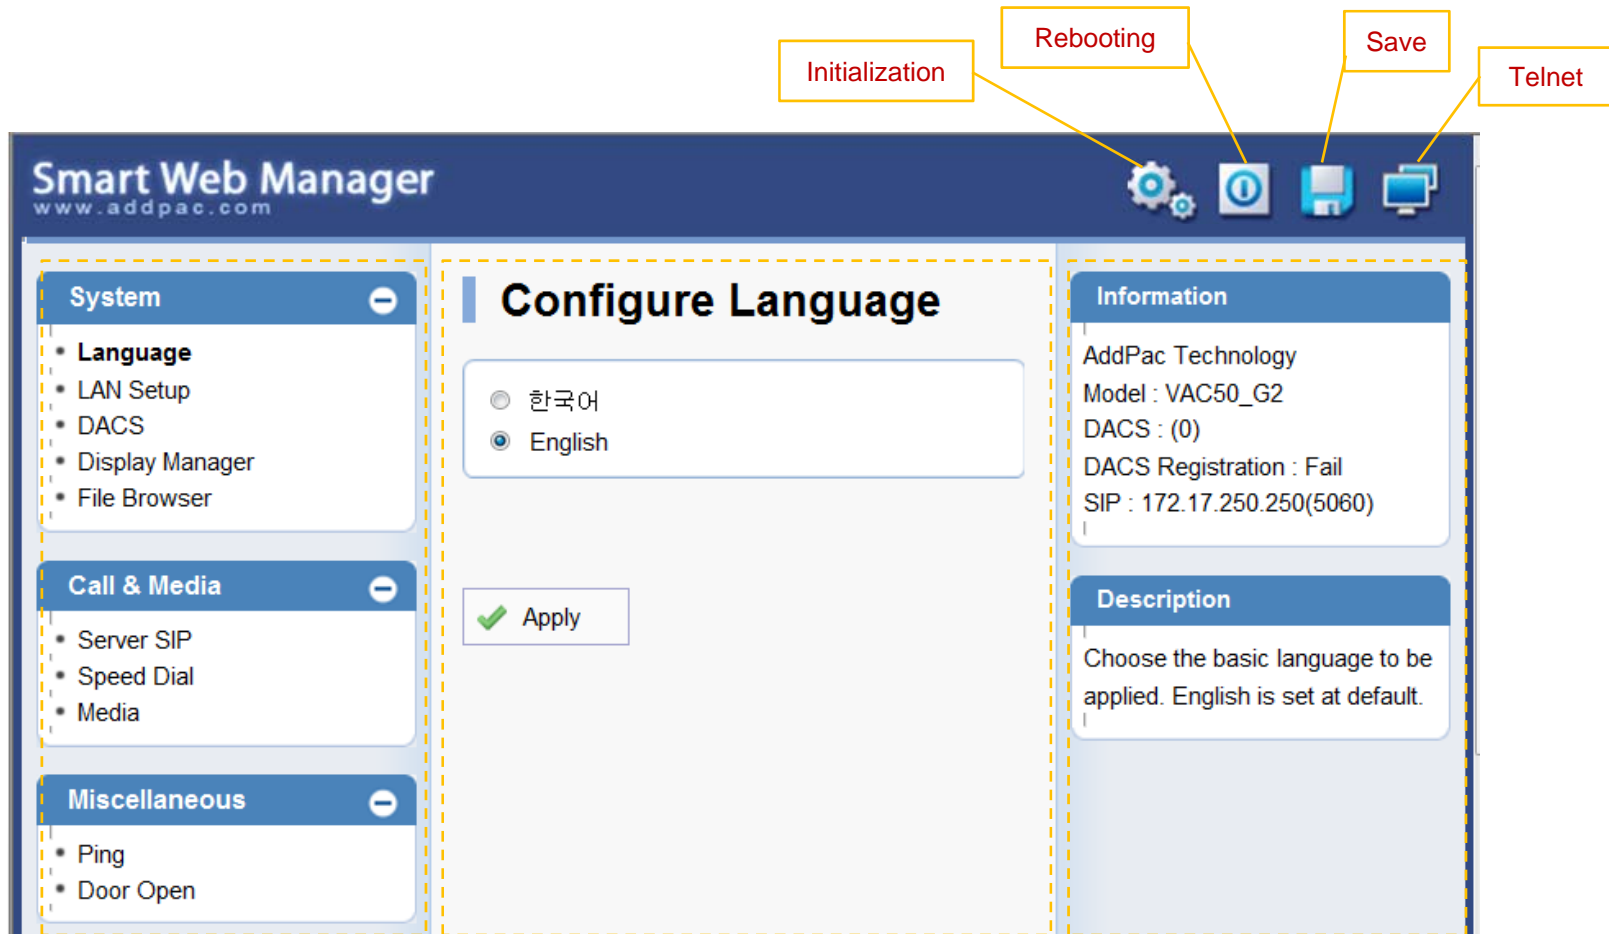 Initialization
Rebooting
Save
Telnet
Smart Web Manager
www.addpac.com
System
Language
LAN Setup
DACS
Display Manager
File Browser
Call & Media
Server SIP
Speed Dial
Media
Miscellaneous
Ping
Door Open
Configure Language
한국어
English
Apply
Information
AddPac Technology
Model : VAC50_G2
DACS : (0)
DACS Registration : Fail
SIP : 172.17.250.250(5060)
Description
Choose the basic language to be
applied. English is set at default.